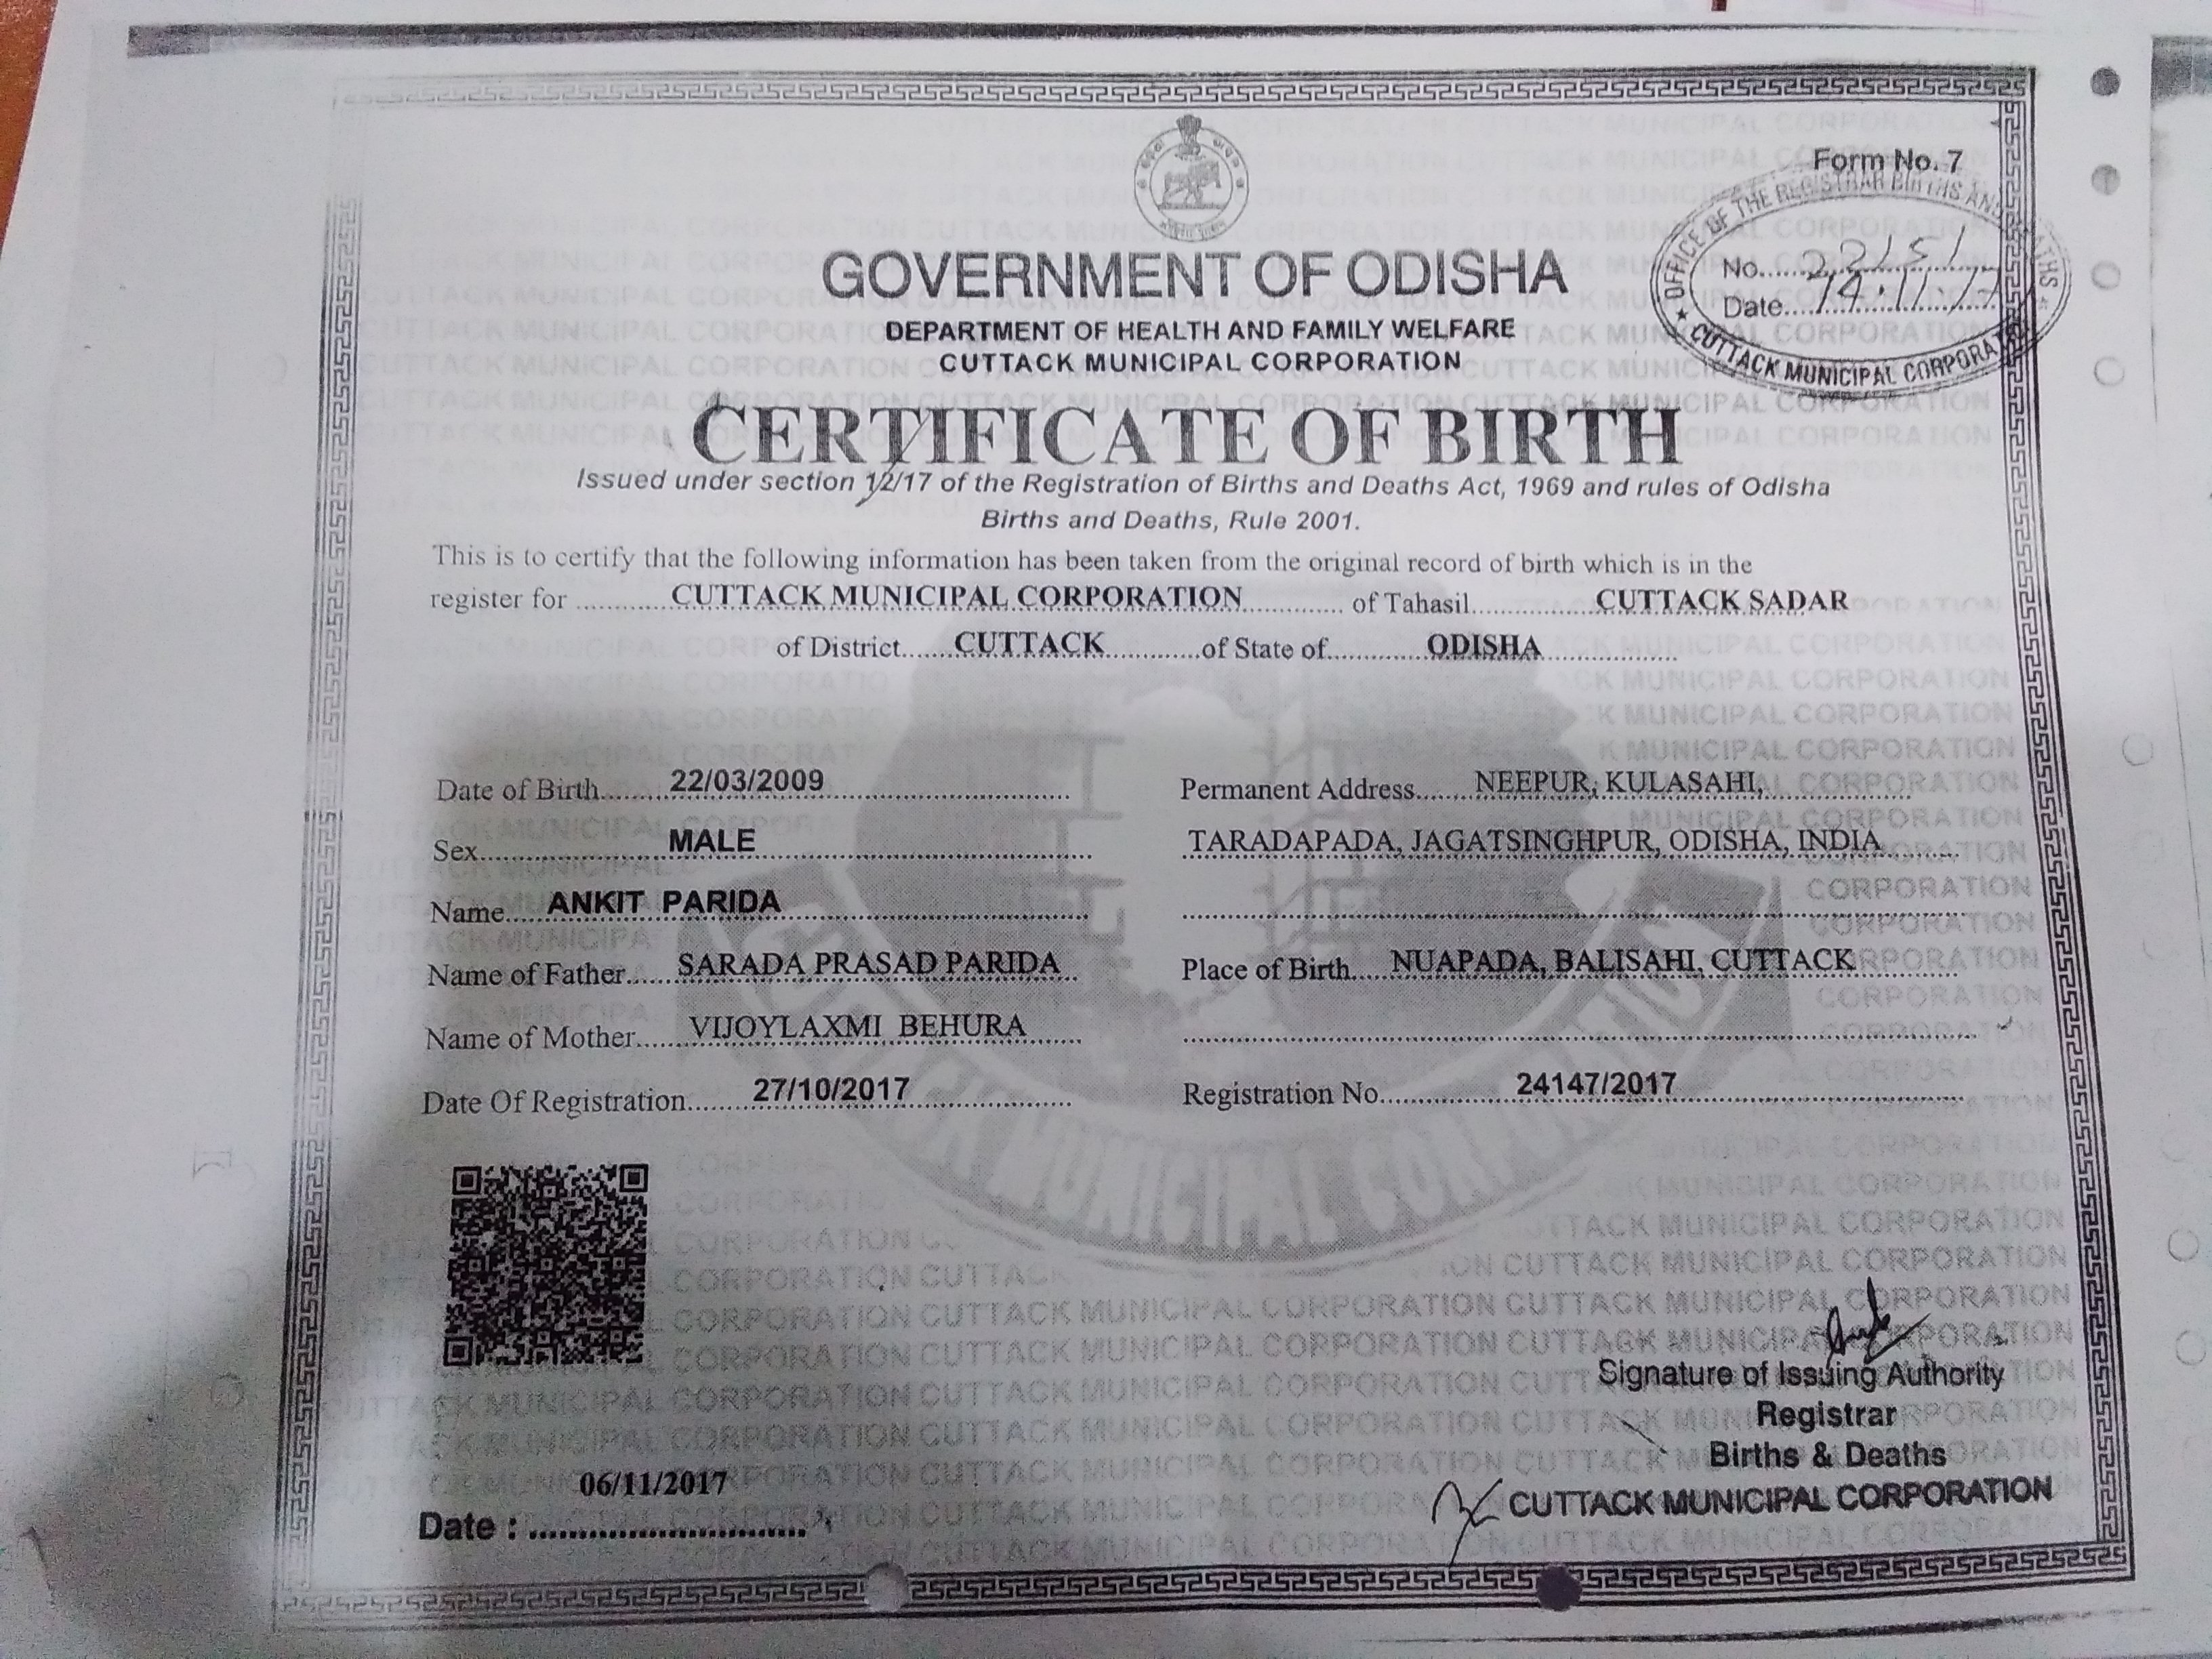 Form No. 7
OFFICE OF THE REGISTRAR BIRTHS AND DEATHS
No. 22151
Date. 14.11.17
CUTTACK MUNICIPAL CORPORATION
GOVERNMENT OF ODISHA
DEPARTMENT OF HEALTH AND FAMILY WELFARE
CUTTACK MUNICIPAL CORPORATION
CERTIFICATE OF BIRTH
Issued under section 12/17 of the Registration of Births and Deaths Act, 1969 and rules of Odisha
Births and Deaths, Rule 2001.
This is to certify that the following information has been taken from the original record of birth which is in the
register for CUTTACK MUNICIPAL CORPORATION of Tahasil CUTTACK SADAR
of District CUTTACK of State of ODISHA
Date of Birth 22/03/2009
Sex MALE
Name ANKIT PARIDA
Name of Father SARADA PRASAD PARIDA
Name of Mother VIJOYLAXMI BEHURA
Date Of Registration 27/10/2017
Permanent Address NEEPUR, KULASAHI,
TARADAPADA, JAGATSINGHPUR, ODISHA, INDIA
Place of Birth NUAPADA, BALISAHI, CUTTACK
Registration No. 24147/2017
Signature of Issuing Authority
Registrar
Births & Deaths
CUTTACK MUNICIPAL CORPORATION
06/11/2017
Date :